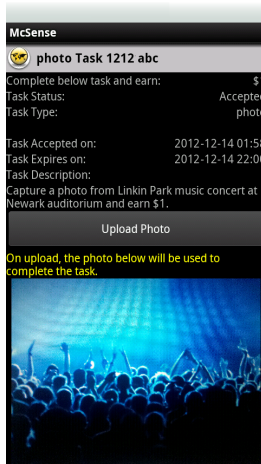 McSense
photo Task 1212 abc
Complete below task and earn: $
Task Status: Accepte
Task Type: phot
Task Accepted on: 2012-12-14 01:5
Task Expires on: 2012-12-14 22:0
Task Description:
Capture a photo from Linkin Park music concert at
Newark auditorium and earn $1.
Upload Photo
On upload, the photo below will be used to
complete the task.